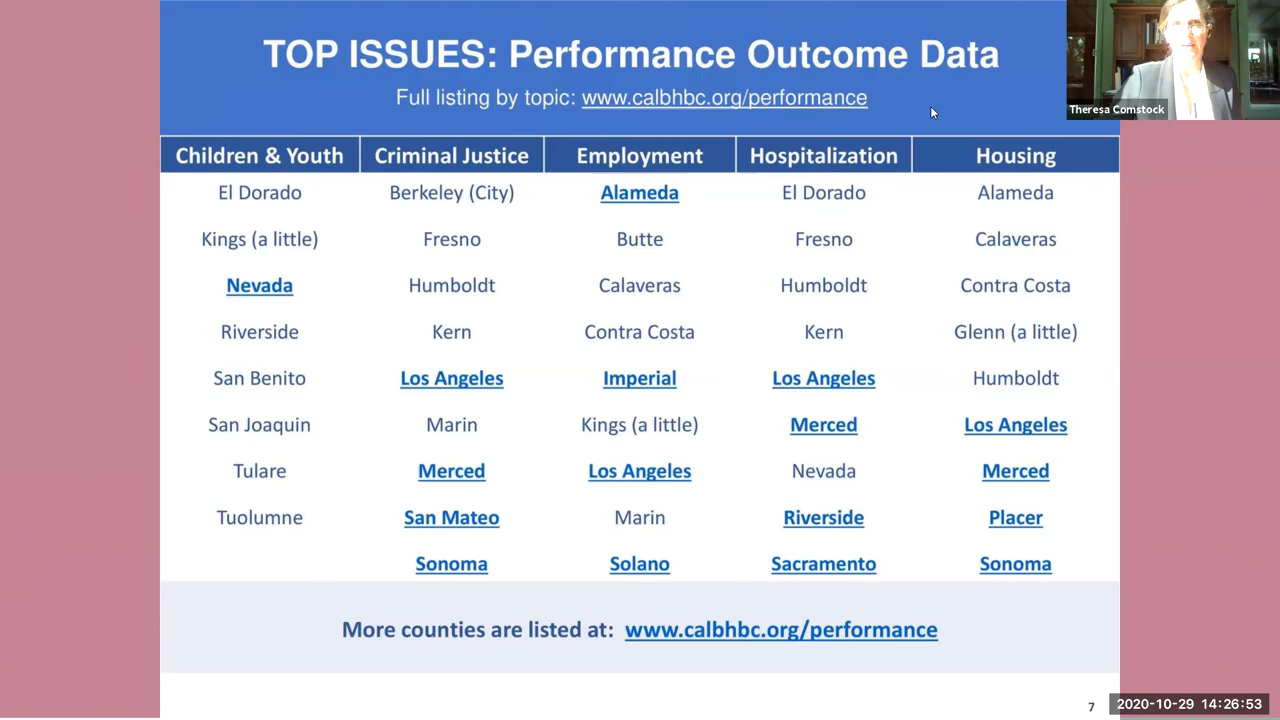 TOP ISSUES: Performance Outcome Data
Full listing by topic: www.calbhbc.org/performance
Theresa Comstock
Children & Youth Criminal Justice Employment Hospitalization Housing
El Dorado Berkeley (City) Alameda El Dorado Alameda
Kings (a little) Fresno Butte Fresno Calaveras
Nevada Humboldt Calaveras Humboldt Contra Costa
Riverside Kern Contra Costa Kern Glenn (a little)
San Benito Los Angeles Imperial Los Angeles Humboldt
San Joaquin Marin Kings (a little) Merced Los Angeles
Tulare Merced Los Angeles Nevada Merced
Tuolumne San Mateo Marin Riverside Placer
Sonoma Solano Sacramento Sonoma
More counties are listed at: www.calbhbc.org/performance
7
2020-10-29 14:26:53